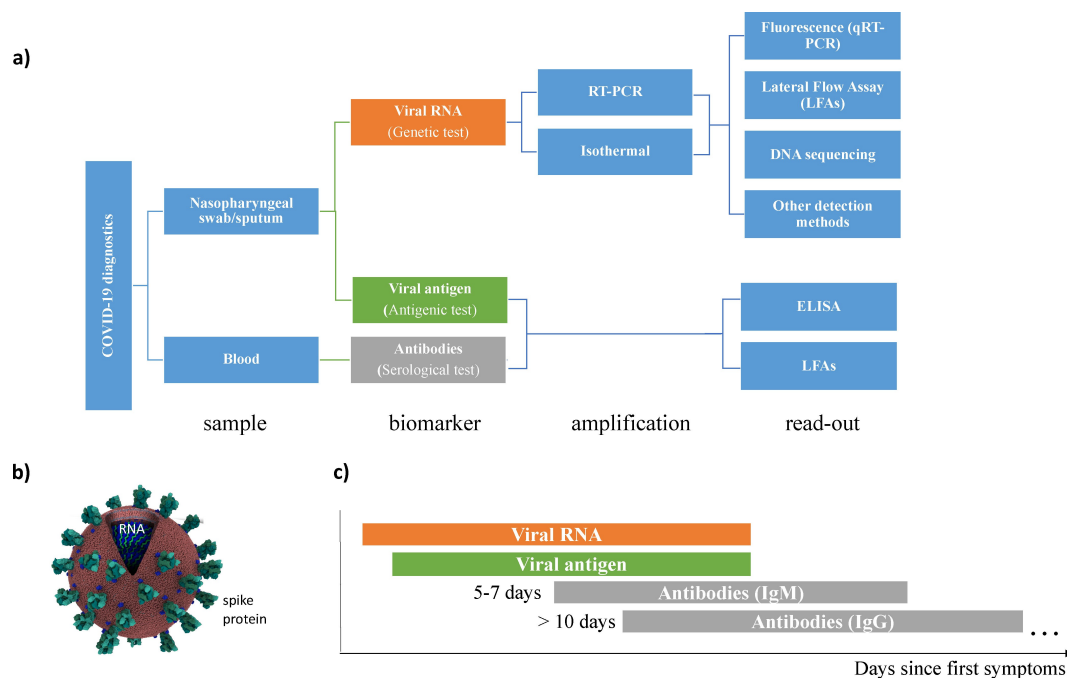 a)
COVID-19 diagnostics
Nasopharyngeal
swab/sputum
Blood
Viral RNA
(Genetic test)
Viral antigen
(Antigenic test)
Antibodies
(Serological test)
RT-PCR
Isothermal
Fluorescence (qRT-
PCR)
Lateral Flow Assay
(LFAs)
DNA sequencing
Other detection
methods
ELISA
LFAs
sample
biomarker
amplification
read-out
b)
RNA
spike
protein
c)
Viral RNA
Viral antigen
5-7 days
Antibodies (IgM)
> 10 days
Antibodies (IgG)
...
Days since first symptoms